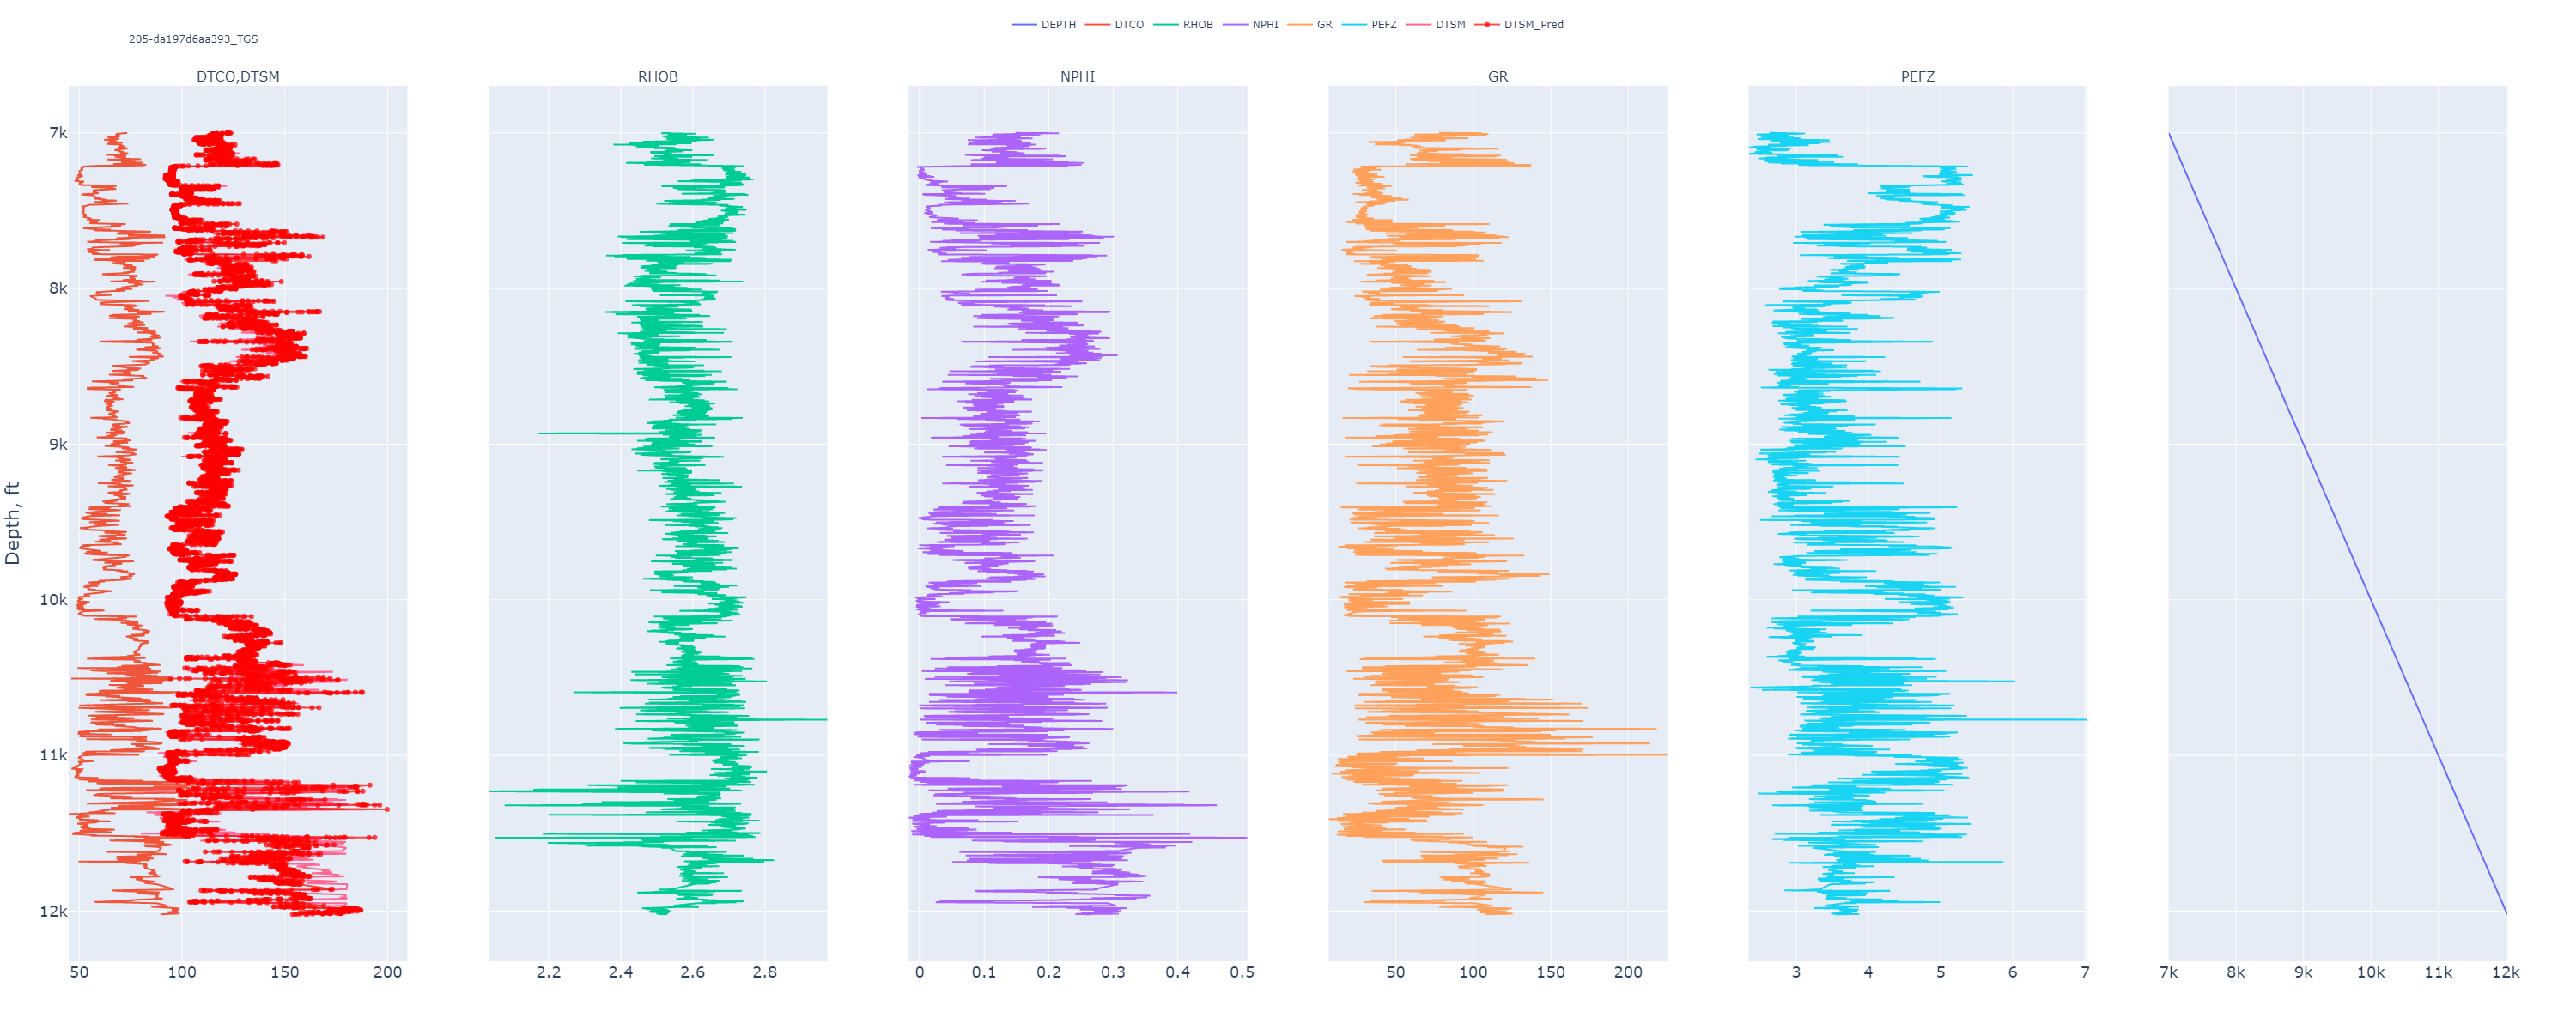 DEPTH DTCO RHOB NPHI GR PEFZ DTSM DTSM_Pred
205-da197d6aa393_TGS
DTCO,DTSM RHOB NPHI GR PEFZ
7k
8k
9k
Depth, ft
10k
11k
12k
50 100 150 200 2.2 2.4 2.6 2.8 0 0.1 0.2 0.3 0.4 0.5 50 100 150 200 3 4 5 6 7 7k 8k 9k 10k 11k 12k